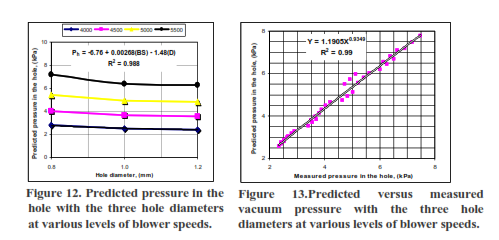 4000 4500 5000 5500
Ph = -6.76 + 0.00268(BS) - 1.48(D)
R² = 0.988
Predicted pressure in the hole, (kPa)
10
8
6
4
2
0
0.8 1.0 1.2
Hole diameter, (mm)
Figure 12. Predicted pressure in the
hole with the three hole diameters
at various levels of blower speeds.
Y = 1.1905X^0.9349
R² = 0.99
Predicted pressure in the hole, (kPa)
8
6
4
2
2 4 6 8
Measured pressure in the hole, (kPa)
Figure 13.Predicted versus measured
vacuum pressure with the three hole
diameters at various levels of blower speeds.